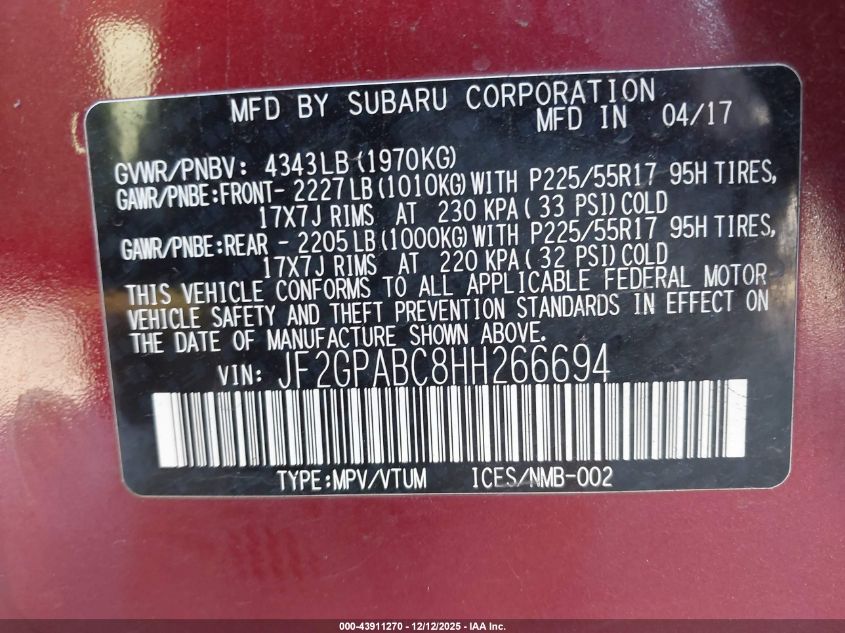 MFD BY SUBARU CORPORATION
MFD IN 04/17
GVWR/PNBV: 4343LB (1970KG)
GAWR/PNBE:FRONT- 2227LB (1010KG) WITH P225/55R17 95H TIRES,
17X7J RIMS AT 230 KPA (33 PSI) COLD
GAWR/PNBE:REAR - 2205LB (1000KG) WITH P225/55R17 95H TIRES,
17X7J RIMS AT 220 KPA (32 PSI) COLD
THIS VEHICLE CONFORMS TO ALL APPLICABLE FEDERAL MOTOR
VEHICLE SAFETY AND THEFT PREVENTION STANDARDS IN EFFECT ON
THE DATE OF MANUFACTURE SHOWN ABOVE.
VIN: JF2GPABC8HH266694
TYPE:MPV/VTUM ICES/NMB-002
000-43911270 - 12/12/2025 - IAA Inc.